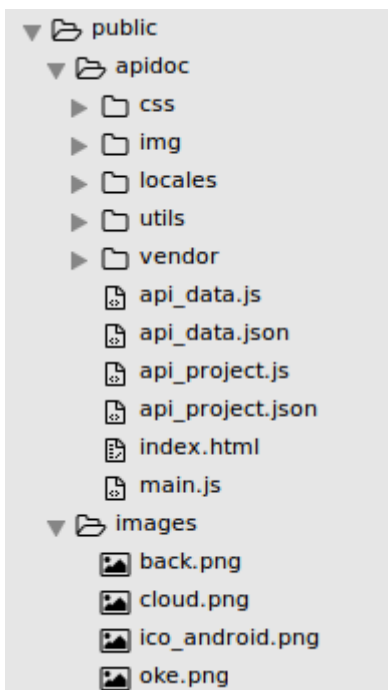 public
apidoc
css
img
locales
utils
vendor
api_data.js
api_data.json
api_project.js
api_project.json
index.html
main.js
images
back.png
cloud.png
ico_android.png
oke.png